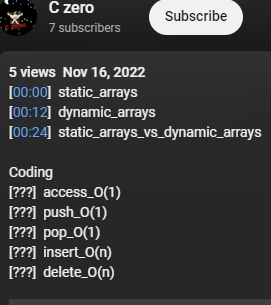 C zero
7 subscribers
Subscribe
5 views  Nov 16, 2022
[00:00]  static_arrays
[00:12]  dynamic_arrays
[00:24]  static_arrays_vs_dynamic_arrays
Coding
[???]  access_O(1)
[???]  push_O(1)
[???]  pop_O(1)
[???]  insert_O(n)
[???]  delete_O(n)